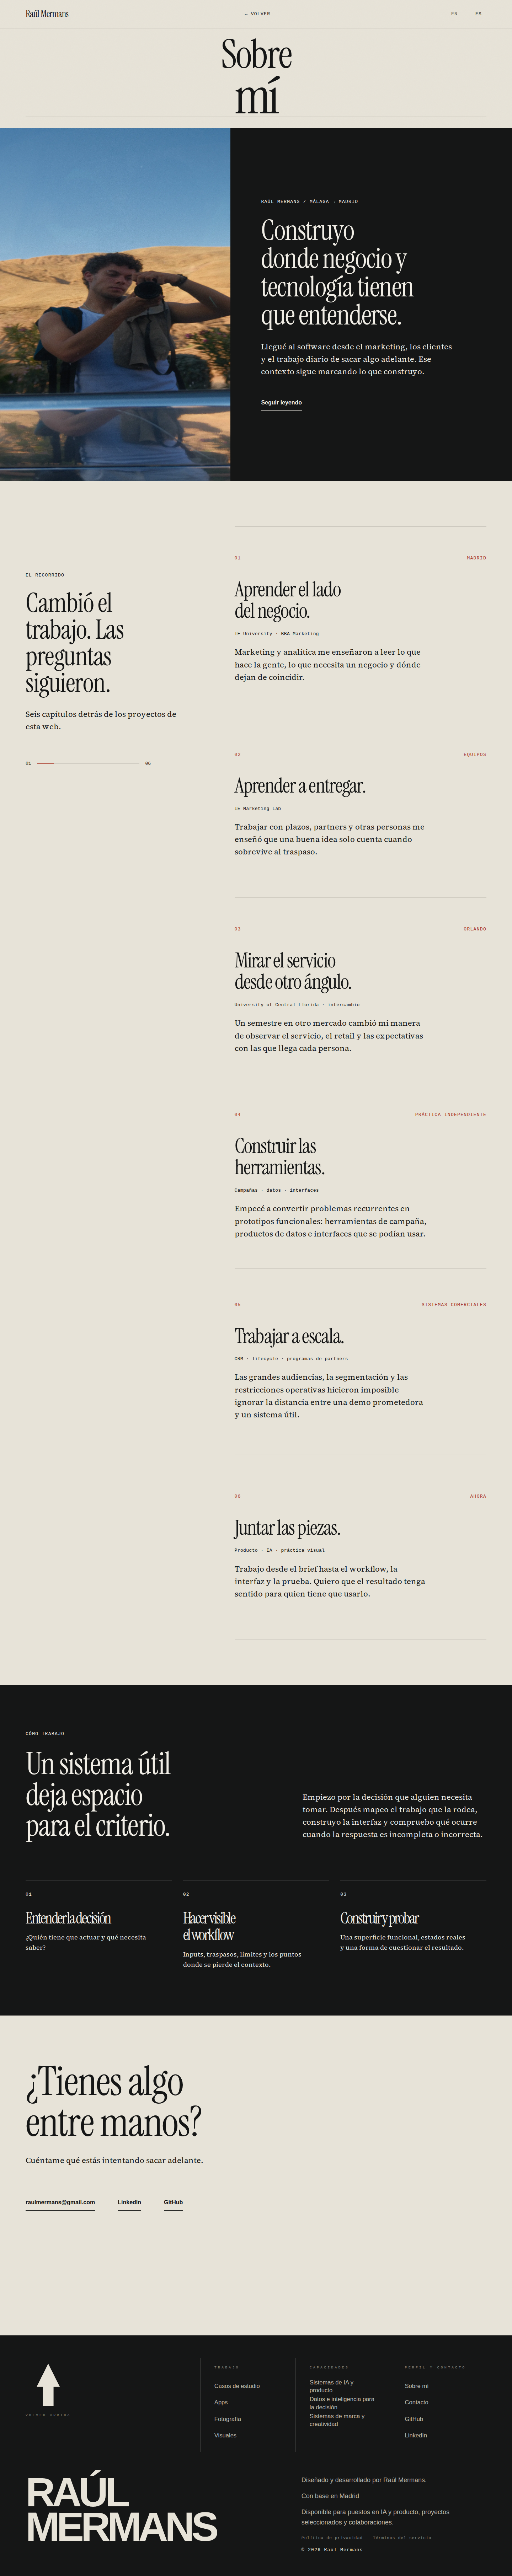 Raúl Mermans
← VOLVER
EN
ES
Sobre
mí
RAÚL MERMANS / MÁLAGA → MADRID
Construyo
donde negocio y
tecnología tienen
que entenderse.
Llegué al software desde el marketing, los clientes
y el trabajo diario de sacar algo adelante. Ese
contexto sigue marcando lo que construyo.
Seguir leyendo
EL RECORRIDO
Cambió el
trabajo. Las
preguntas
siguieron.
Seis capítulos detrás de los proyectos de
esta web.
01
06
01
MADRID
Aprender el lado
del negocio.
IE University · BBA Marketing
Marketing y analítica me enseñaron a leer lo que
hace la gente, lo que necesita un negocio y dónde
dejan de coincidir.
02
EQUIPOS
Aprender a entregar.
IE Marketing Lab
Trabajar con plazos, partners y otras personas me
enseñó que una buena idea solo cuenta cuando
sobrevive al traspaso.
03
ORLANDO
Mirar el servicio
desde otro ángulo.
University of Central Florida · intercambio
Un semestre en otro mercado cambió mi manera
de observar el servicio, el retail y las expectativas
con las que llega cada persona.
04
PRÁCTICA INDEPENDIENTE
Construir las
herramientas.
Campañas · datos · interfaces
Empecé a convertir problemas recurrentes en
prototipos funcionales: herramientas de campaña,
productos de datos e interfaces que se podían usar.
05
SISTEMAS COMERCIALES
Trabajar a escala.
CRM · lifecycle · programas de partners
Las grandes audiencias, la segmentación y las
restricciones operativas hicieron imposible
ignorar la distancia entre una demo prometedora
y un sistema útil.
06
AHORA
Juntar las piezas.
Producto · IA · práctica visual
Trabajo desde el brief hasta el workflow, la
interfaz y la prueba. Quiero que el resultado tenga
sentido para quien tiene que usarlo.
CÓMO TRABAJO
Un sistema útil
deja espacio
para el criterio.
Empiezo por la decisión que alguien necesita
tomar. Después mapeo el trabajo que la rodea,
construyo la interfaz y compruebo qué ocurre
cuando la respuesta es incompleta o incorrecta.
01
Entender la decisión
¿Quién tiene que actuar y qué necesita
saber?
02
Hacer visible
el workflow
Inputs, traspasos, límites y los puntos
donde se pierde el contexto.
03
Construir y probar
Una superficie funcional, estados reales
y una forma de cuestionar el resultado.
¿Tienes algo
entre manos?
Cuéntame qué estás intentando sacar adelante.
raulmermans@gmail.com
LinkedIn
GitHub
VOLVER ARRIBA
TRABAJO
Casos de estudio
Apps
Fotografía
Visuales
CAPACIDADES
Sistemas de IA y
producto
Datos e inteligencia para
la decisión
Sistemas de marca y
creatividad
PERFIL Y CONTACTO
Sobre mí
Contacto
GitHub
LinkedIn
RAÚL
MERMANS
Diseñado y desarrollado por Raúl Mermans.
Con base en Madrid
Disponible para puestos en IA y producto, proyectos
seleccionados y colaboraciones.
Política de privacidad
Términos del servicio
© 2026 Raúl Mermans